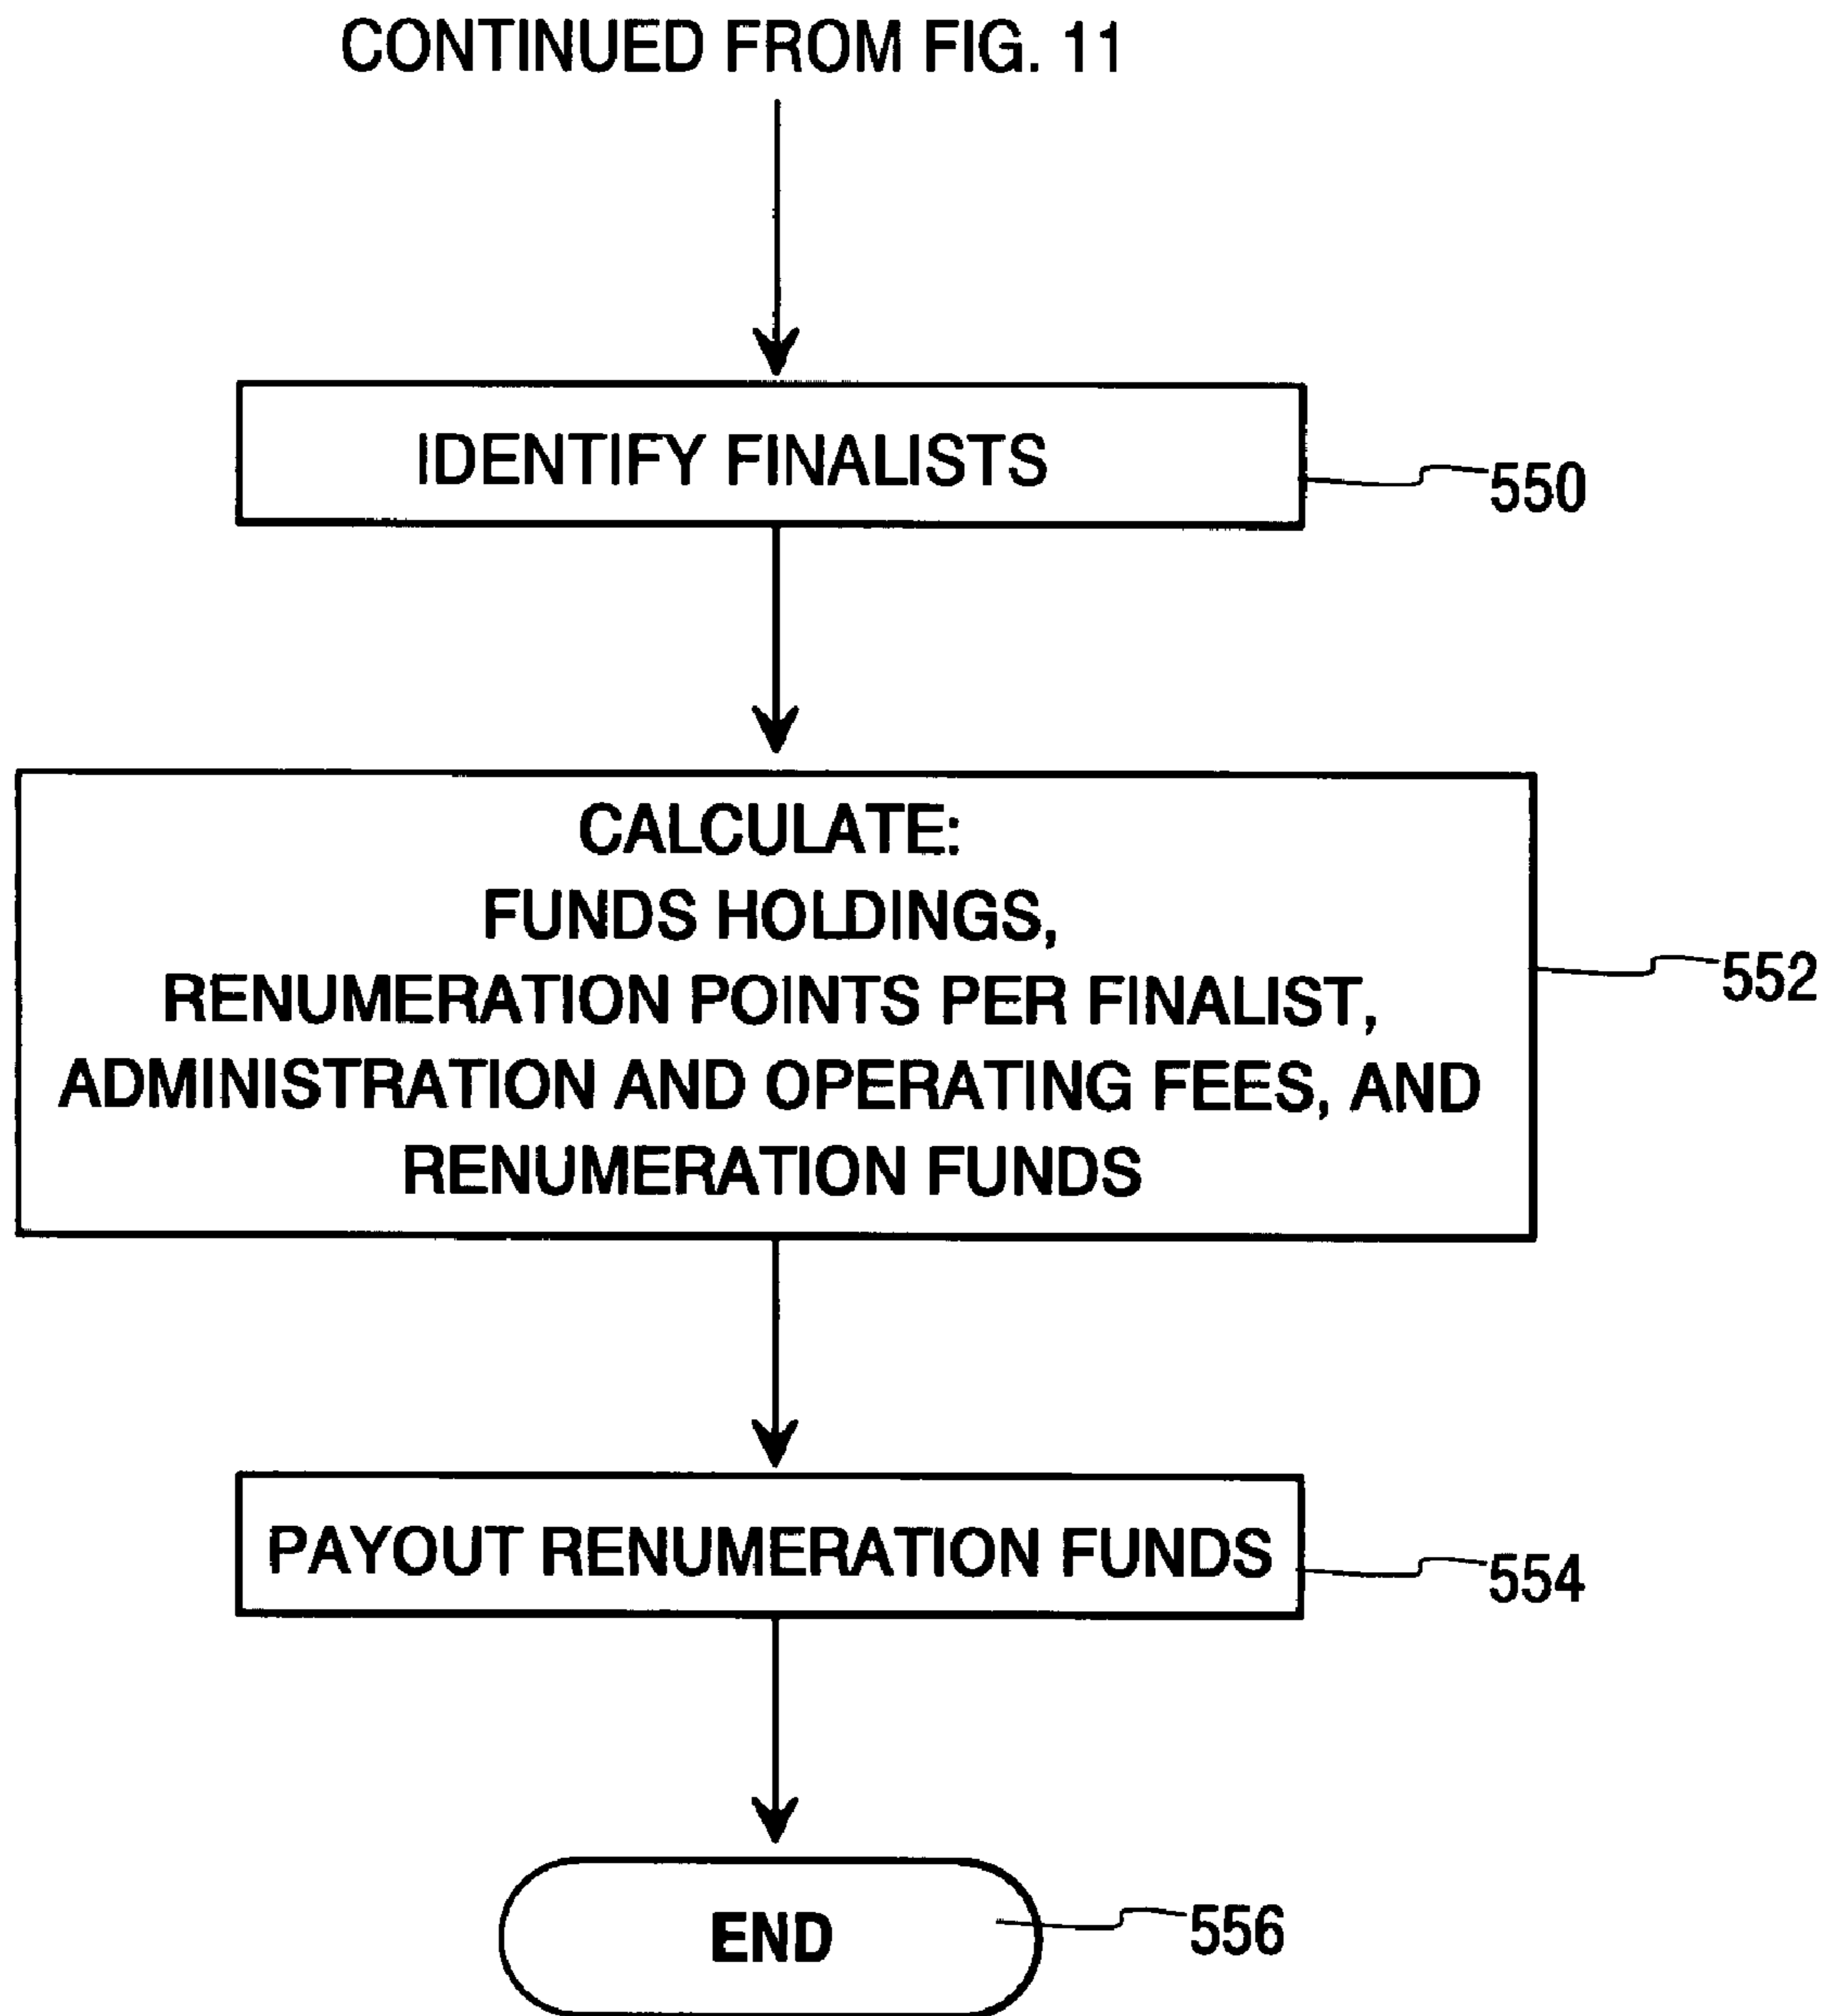 CONTINUED FROM FIG. 11
IDENTIFY FINALISTS
550
CALCULATE:
FUNDS HOLDINGS,
RENUMERATION POINTS PER FINALIST,
ADMINISTRATION AND OPERATING FEES, AND
RENUMERATION FUNDS
552
PAYOUT RENUMERATION FUNDS
554
END
556